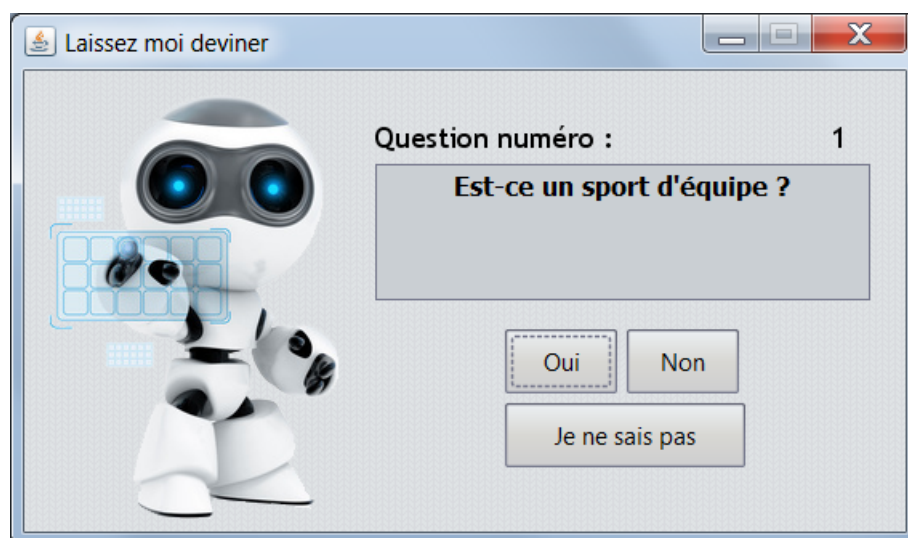 Laissez moi deviner
Question numéro : 1
Est-ce un sport d'équipe ?
Oui Non
Je ne sais pas